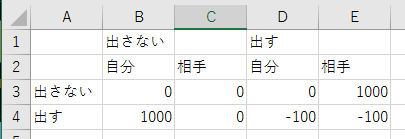 A B C D E
1 出さない 出す
2 自分 相手 自分 相手
3 出さない 0 0 0 1000
4 出す 1000 0 -100 -100